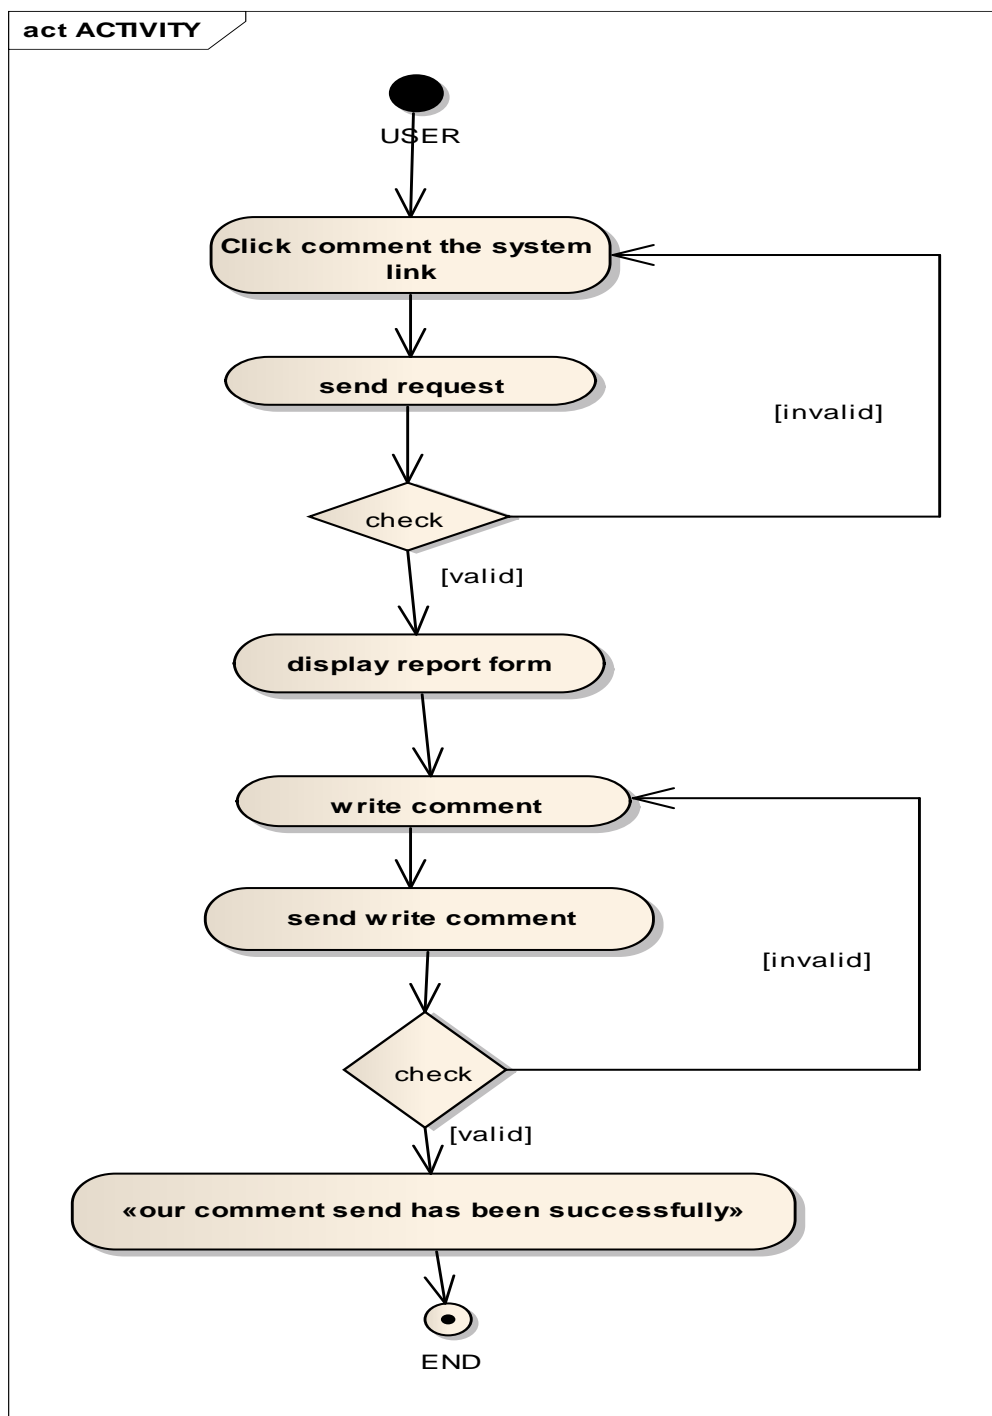 act ACTIVITY
USER
Click comment the system
link
send request
[invalid]
check
[valid]
display report form
write comment
send write comment
[invalid]
check
[valid]
«our comment send has been successfully»
END